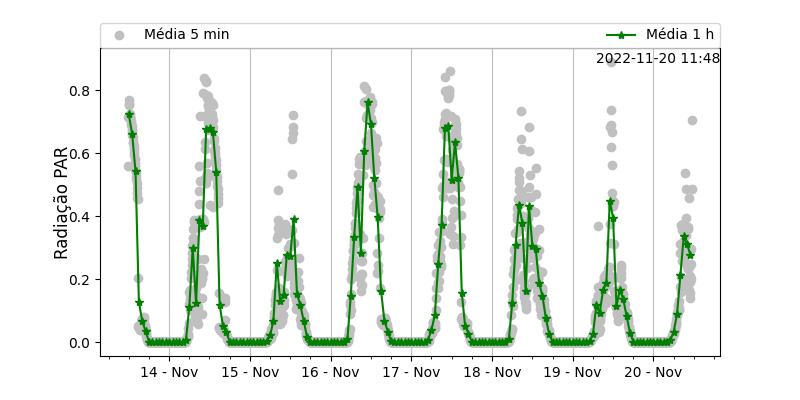 Média 5 min
Média 1 h
2022-11-20 11:48
Radiação PAR
0.8
0.6
0.4
0.2
0.0
14 - Nov
15 - Nov
16 - Nov
17 - Nov
18 - Nov
19 - Nov
20 - Nov